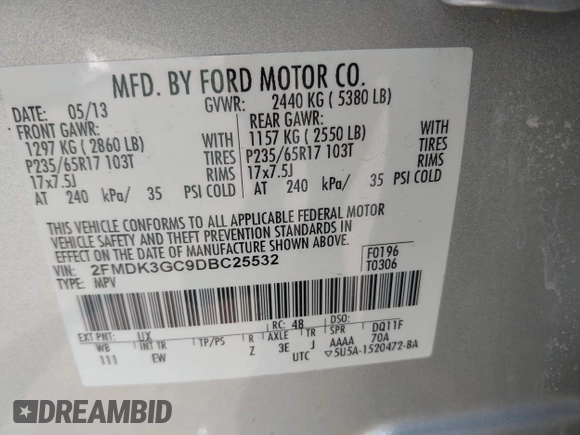 MFD. BY FORD MOTOR CO.
DATE: 05/13 GVWR: 2440 KG ( 5380 LB)
FRONT GAWR: REAR GAWR:
1297 KG ( 2860 LB) WITH 1157 KG ( 2550 LB) WITH
P235/65R17 103T TIRES P235/65R17 103T TIRES
17x7.5J RIMS 17x7.5J RIMS
AT 240 kPa/ 35 PSI COLD AT 240 kPa/ 35 PSI COLD
THIS VEHICLE CONFORMS TO ALL APPLICABLE FEDERAL MOTOR
VEHICLE SAFETY AND THEFT PREVENTION STANDARDS IN
EFFECT ON THE DATE OF MANUFACTURE SHOWN ABOVE.
VIN: 2FMDK3GC9DBC25532 F0196
TYPE: MPV T0306
EXT PNT: UX RC: 48 DSO:
WB INT TR TP/PS R AXLE TR SPR DQ11F
111 EW Z 3E J AAAA 70A
UTC ▽5U5A-1520472-BA
DREAMBID